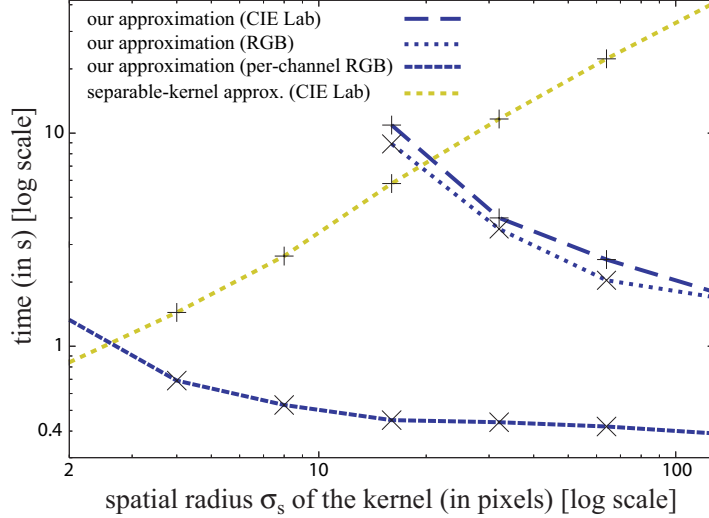 our approximation (CIE Lab)
our approximation (RGB)
our approximation (per-channel RGB)
separable-kernel approx. (CIE Lab)
time (in s) [log scale]
10
1
0.4
2
10
100
spatial radius σs of the kernel (in pixels) [log scale]